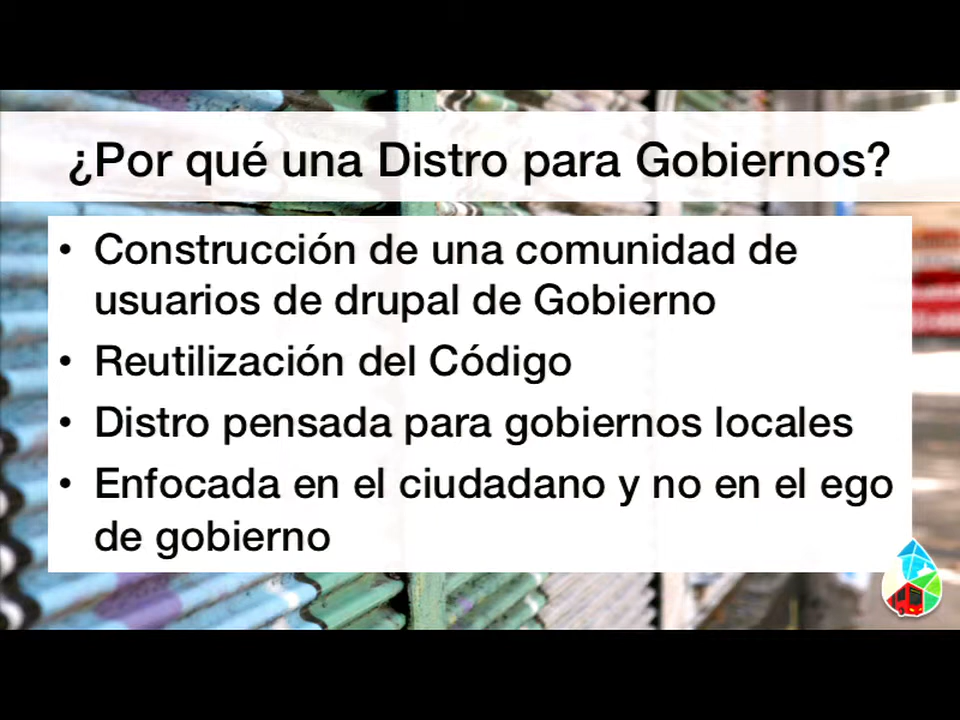 ¿Por qué una Distro para Gobiernos?
• Construcción de una comunidad de
usuarios de drupal de Gobierno
• Reutilización del Código
• Distro pensada para gobiernos locales
• Enfocada en el ciudadano y no en el ego
de gobierno